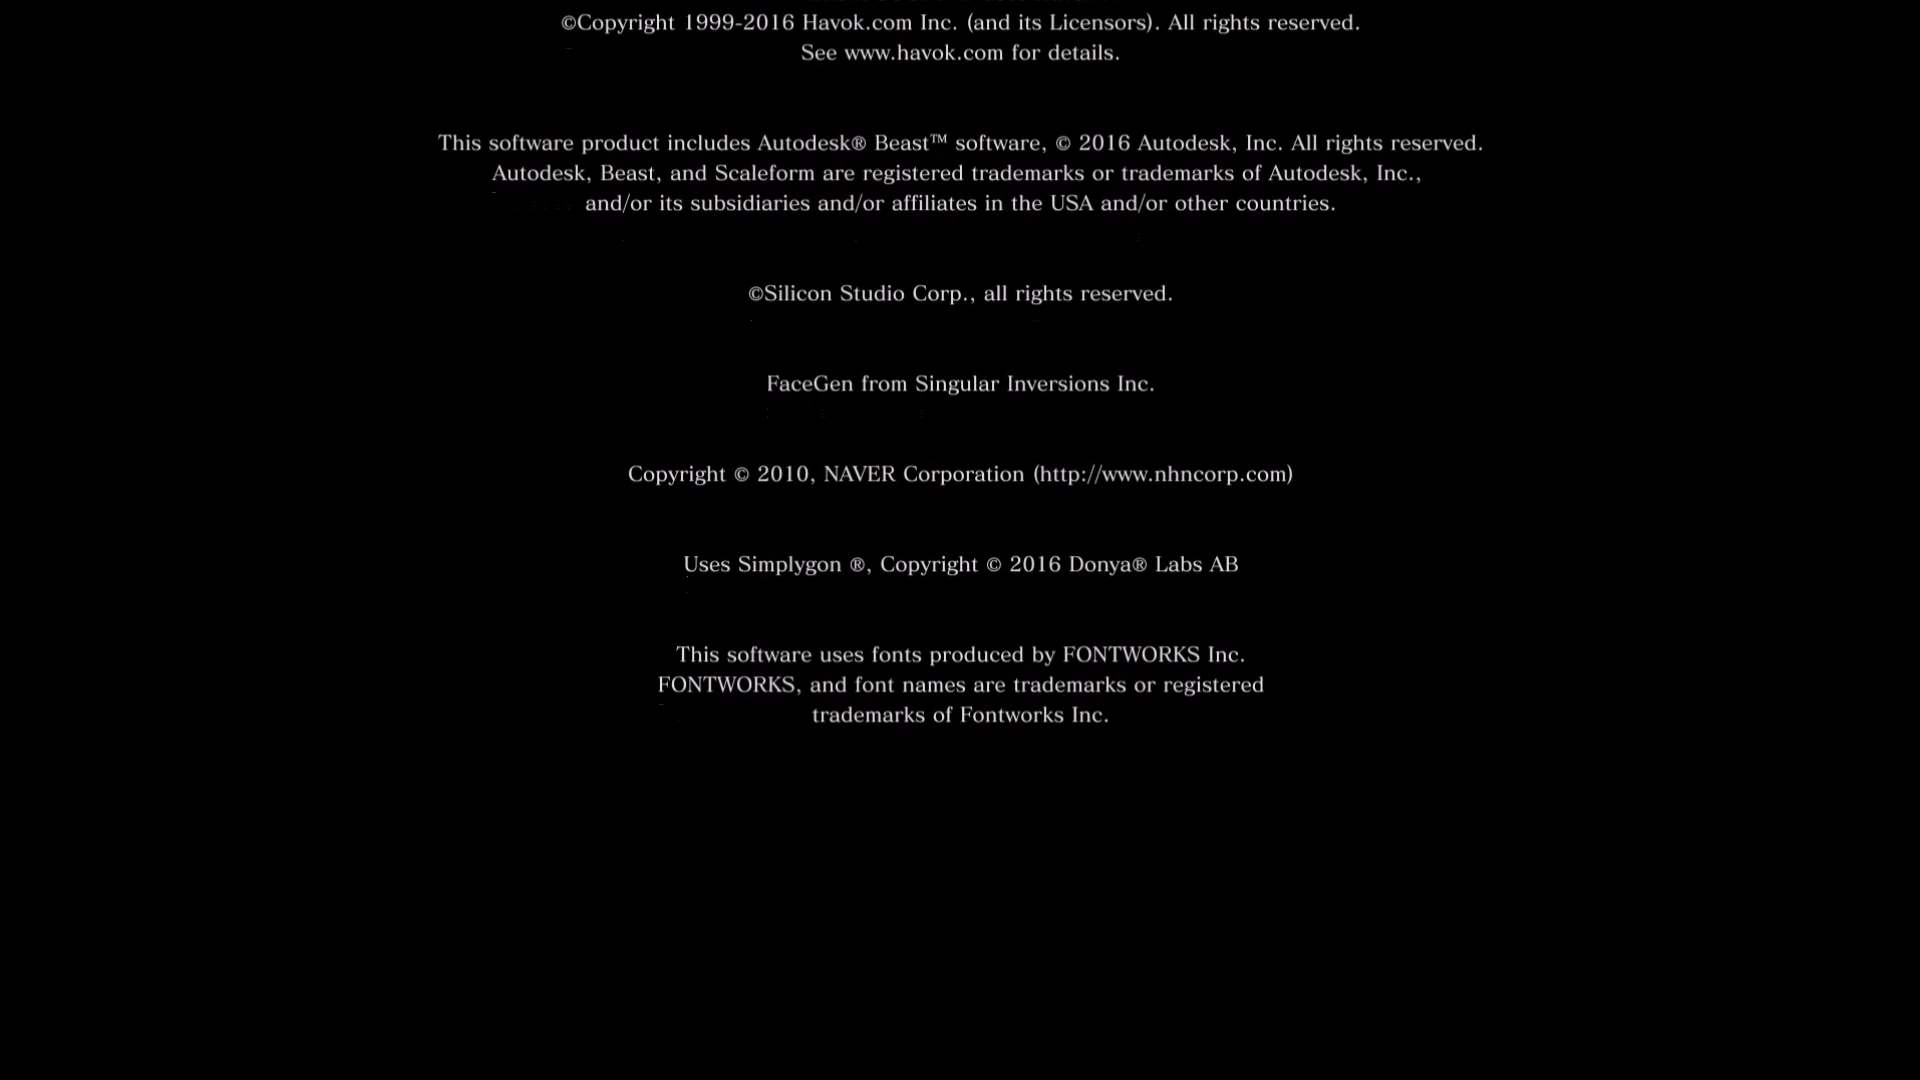 ©Copyright 1999-2016 Havok.com Inc. (and its Licensors). All rights reserved.
See www.havok.com for details.
This software product includes Autodesk® Beast™ software, © 2016 Autodesk, Inc. All rights reserved.
Autodesk, Beast, and Scaleform are registered trademarks or trademarks of Autodesk, Inc.,
and/or its subsidiaries and/or affiliates in the USA and/or other countries.
©Silicon Studio Corp., all rights reserved.
FaceGen from Singular Inversions Inc.
Copyright © 2010, NAVER Corporation (http://www.nhncorp.com)
Uses Simplygon ®, Copyright © 2016 Donya® Labs AB
This software uses fonts produced by FONTWORKS Inc.
FONTWORKS, and font names are trademarks or registered
trademarks of Fontworks Inc.